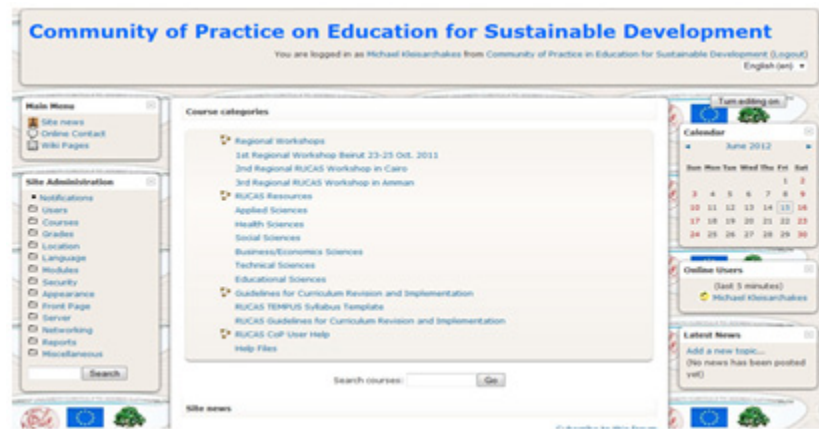 Community of Practice on Education for Sustainable Development
You are logged in as Michael Kleisarchakes from Community of Practice in Education for Sustainable Development (Logout)
English (en)
Main Menu
Site news
Online Contact
Wiki Pages
Site Administration
Notifications
Users
Courses
Grades
Location
Language
Modules
Security
Appearance
Front Page
Server
Networking
Reports
Miscellaneous
Search
Course categories
Regional Workshops
1st Regional Workshop Beirut 23-25 Oct. 2011
2nd Regional RUCAS Workshop in Cairo
3rd Regional RUCAS Workshop in Amman
RUCAS Resources
Applied Sciences
Health Sciences
Social Sciences
Business/Economics Sciences
Technical Sciences
Educational Sciences
Guidelines for Curriculum Revision and Implementation
RUCAS TEMPUS Syllabus Template
RUCAS Guidelines for Curriculum Revision and Implementation
RUCAS CoP User Help
Help Files
Search courses:
Go
Site news
Subscribe to this forum
Turn editing on
Calendar
June 2012
Sun Mon Tue Wed Thu Fri Sat
1 2
3 4 5 6 7 8 9
10 11 12 13 14 15 16
17 18 19 20 21 22 23
24 25 26 27 28 29 30
Online Users
(last 5 minutes)
Michael Kleisarchakes
Latest News
Add a new topic...
(No news has been posted
yet)